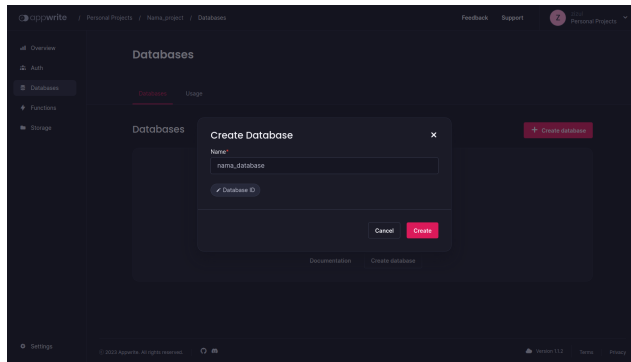 appwrite / Personal Projects / Nama_project / Databases
Feedback Support
Z
Personal Projects
Overview
Auth
Databases
Functions
Storage
Databases
Databases Usage
Databases
+ Create database
Create Database
Name*
nama_database
Database ID
Cancel Create
Documentation Create database
Settings
© 2023 Appwrite. All rights reserved.
Version 1.1.2 Terms Privacy